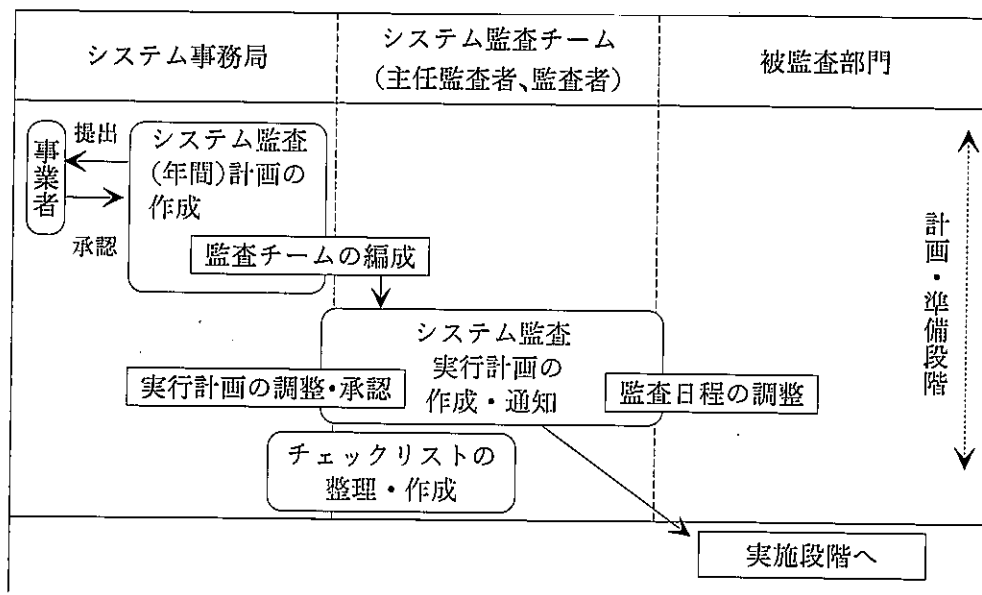 システム事務局
システム監査チーム
(主任監査者、監査者)
被監査部門
事業者
提出
承認
システム監査
(年間)計画の
作成
監査チームの編成
システム監査
実行計画の
作成・通知
実行計画の調整・承認
監査日程の調整
チェックリストの
整理・作成
計画・準備段階
実施段階へ